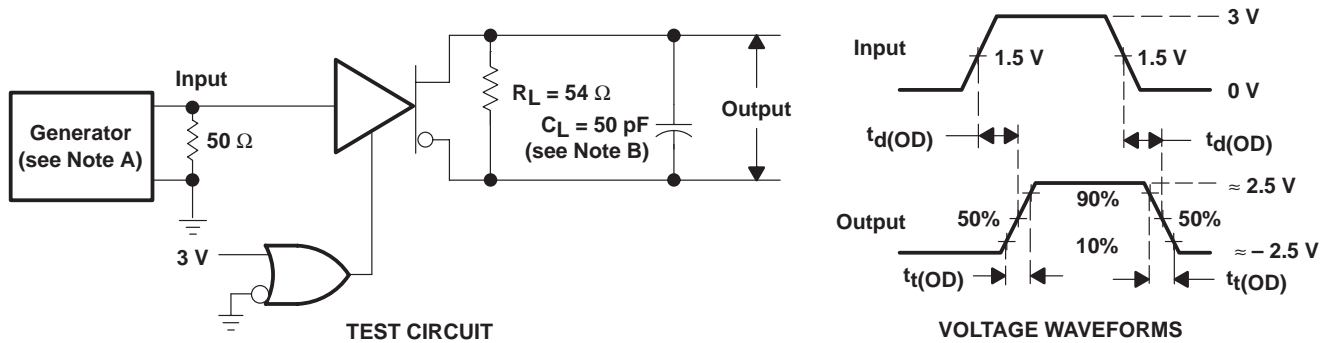 Generator
(see Note A)
Input
50 Ω
3 V
R_L = 54 Ω
C_L = 50 pF
(see Note B)
Output
TEST CIRCUIT
Input
1.5 V
1.5 V
3 V
0 V
t_d(OD)
t_d(OD)
Output
50%
90%
10%
50%
≈ 2.5 V
≈ – 2.5 V
t_t(OD)
t_t(OD)
VOLTAGE WAVEFORMS